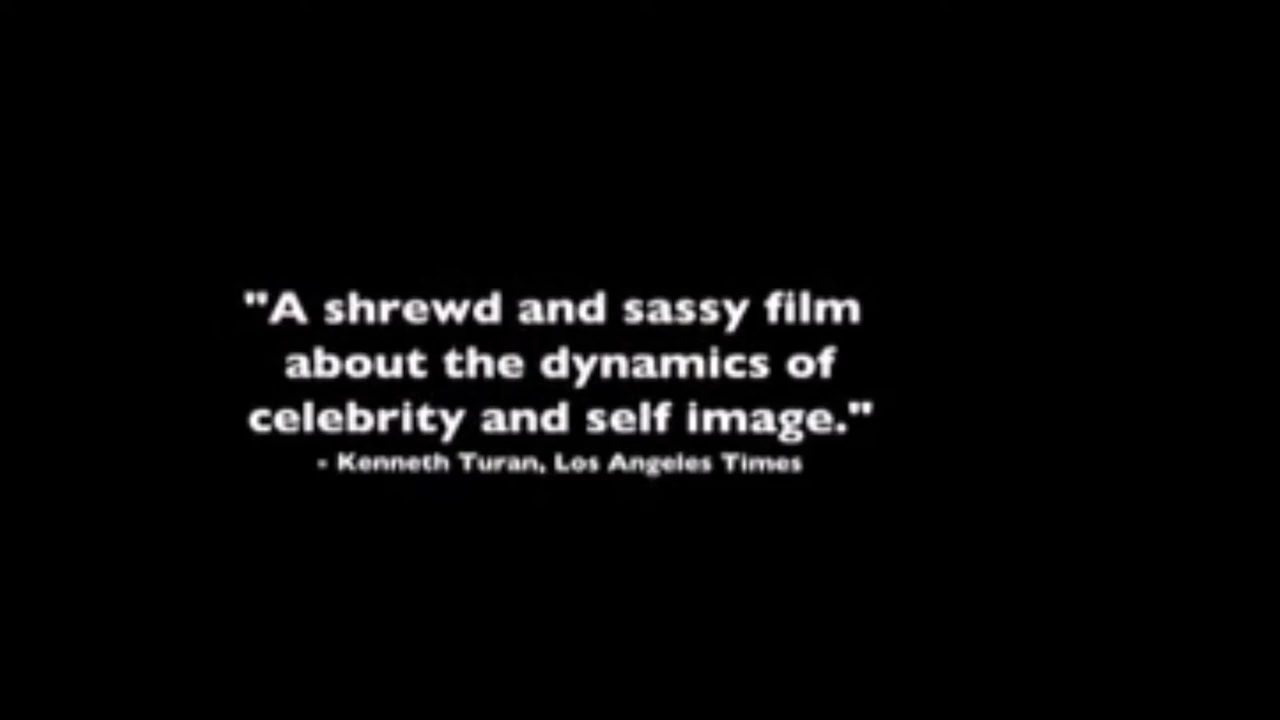 "A shrewd and sassy film
about the dynamics of
celebrity and self image."
- Kenneth Turan, Los Angeles Times